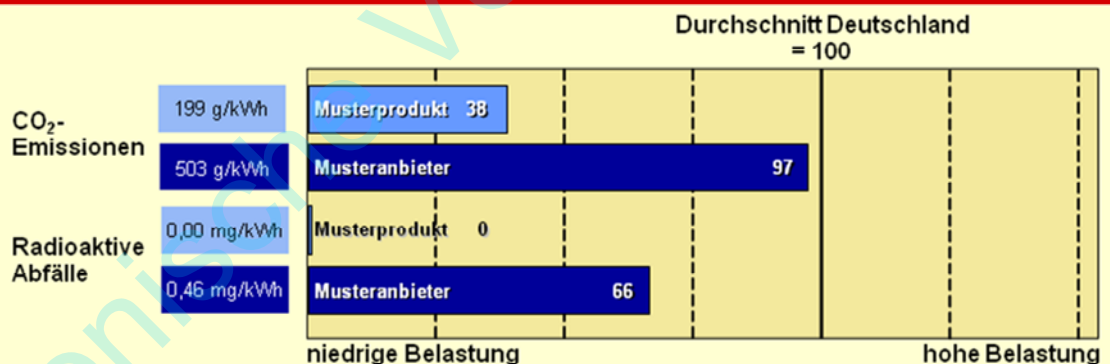 Durchschnitt Deutschland
= 100
CO₂-
Emissionen
199 g/kWh
Musterprodukt 38
503 g/kWh
Musteranbieter 97
Radioaktive
Abfälle
0,00 mg/kWh
Musterprodukt 0
0,46 mg/kWh
Musteranbieter 66
niedrige Belastung
hohe Belastung